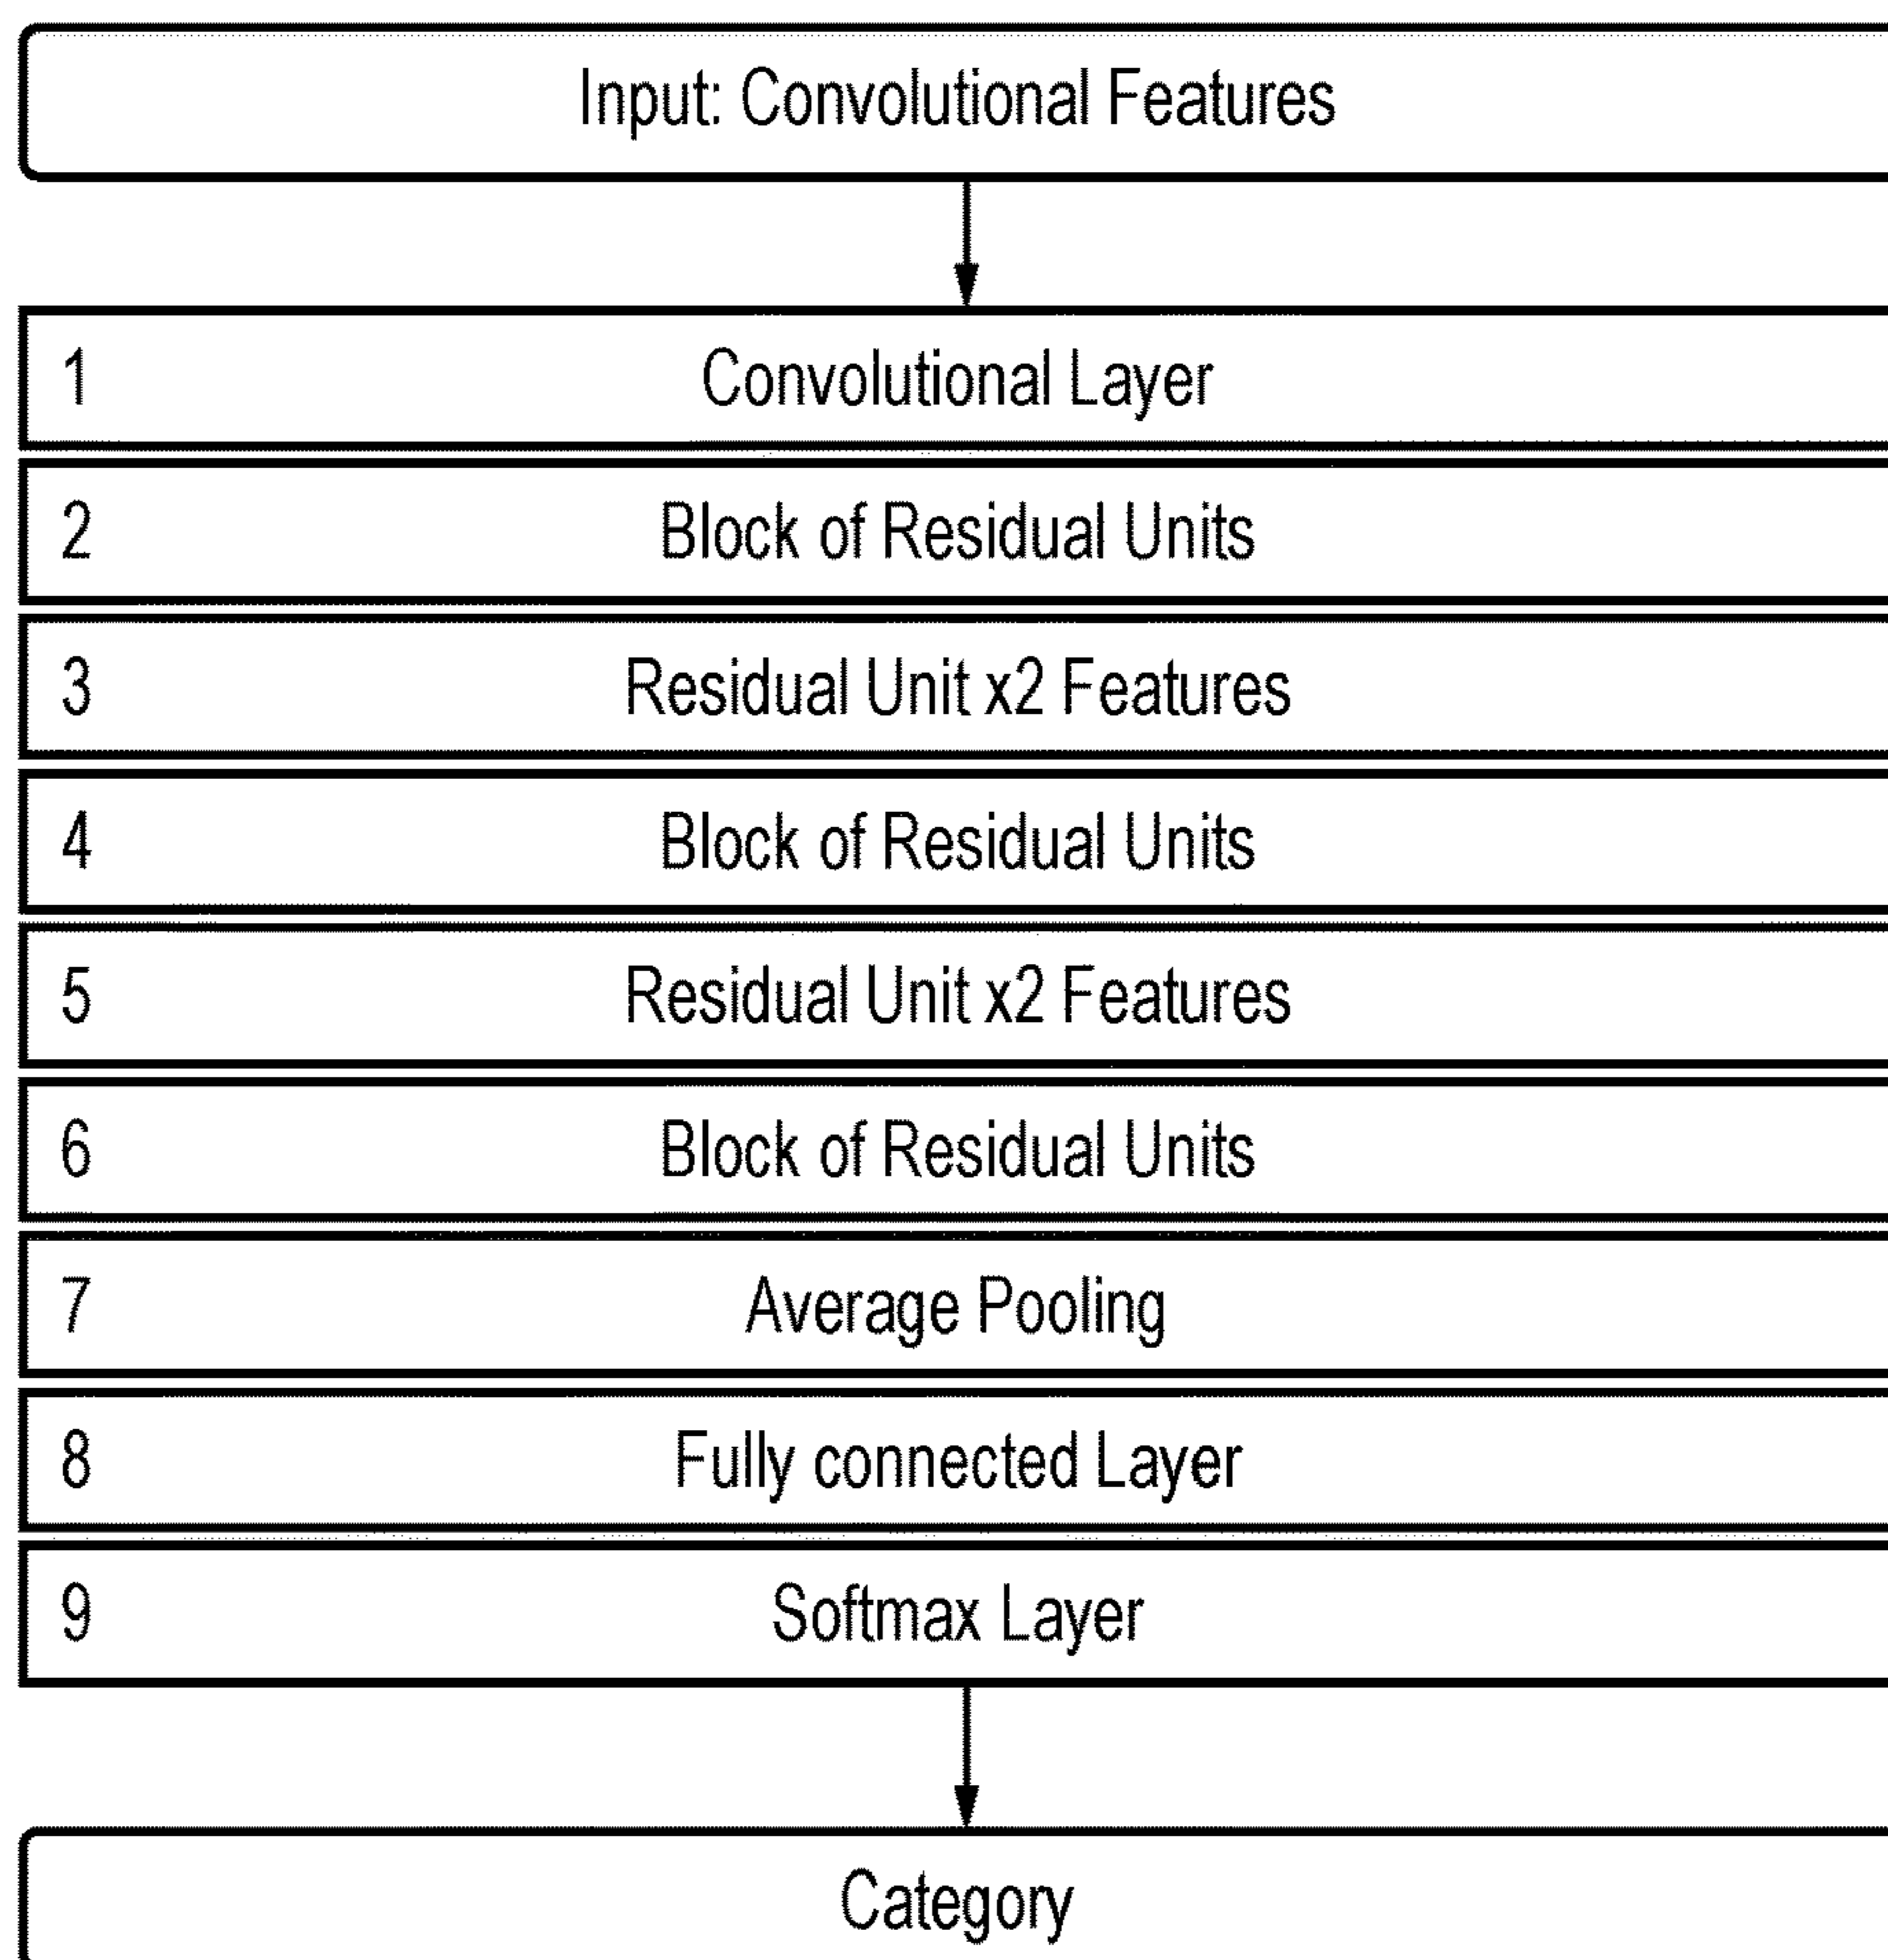 Input: Convolutional Features
1 Convolutional Layer
2 Block of Residual Units
3 Residual Unit x2 Features
4 Block of Residual Units
5 Residual Unit x2 Features
6 Block of Residual Units
7 Average Pooling
8 Fully connected Layer
9 Softmax Layer
Category